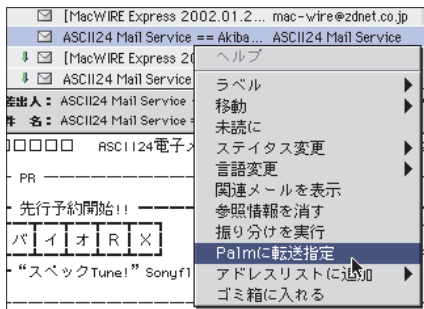 [MacWIRE Express 2002.01.2... mac-wire@zdnet.co.jp
ASCII24 Mail Service == Akiba... ASCII24 Mail Service
[MacWIRE Express 20
ASCII24 Mail Service
差出人： ASCII24 Mail Service
件 名： ASCII24 Mail Service
□□□□□ ASCII24電子
- PR
- 先行予約開始!!
バ イ オ R X
- “スペックTune!” Sonyfl
ヘルプ
ラベル
移動
未読に
ステイタス変更
言語変更
関連メールを表示
参照情報を消す
振り分けを実行
Palmに転送指定
アドレスリストに追加
ゴミ箱に入れる